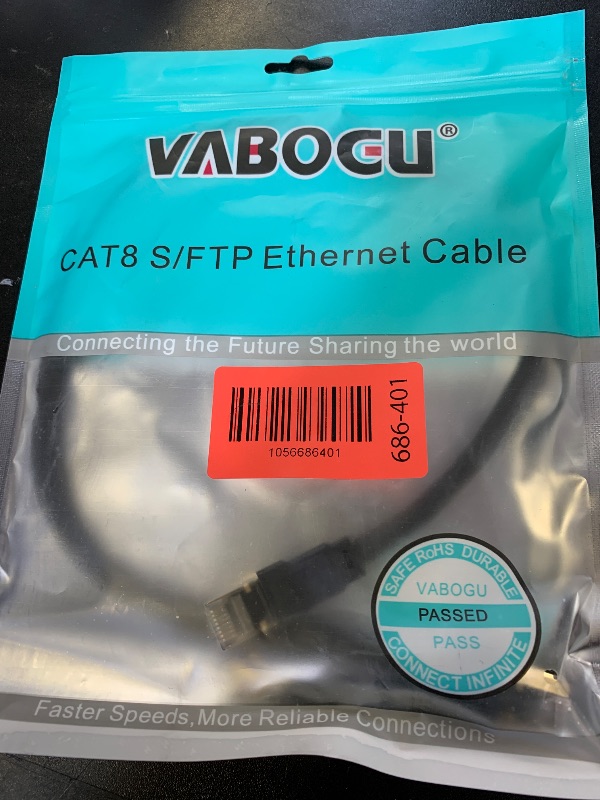 VABOGU®
CAT8 S/FTP Ethernet Cable
Connecting the Future Sharing the world
1056686401
686-401
SAFE RoHS DURABLE
VABOGU
PASSED
PASS
CONNECT INFINITE
Faster Speeds,More Reliable Connections